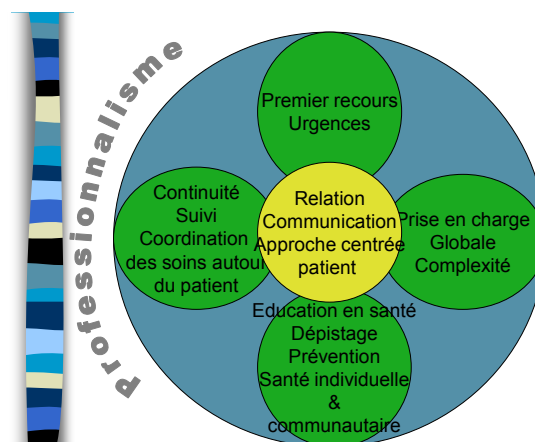 Professionnalisme
Premier recours
Urgences
Continuité
Suivi
Coordination
des soins autour
du patient
Relation
Communication
Approche centrée
patient
Prise en charge
Globale
Complexité
Education en santé
Dépistage
Prévention
Santé individuelle
&
communautaire